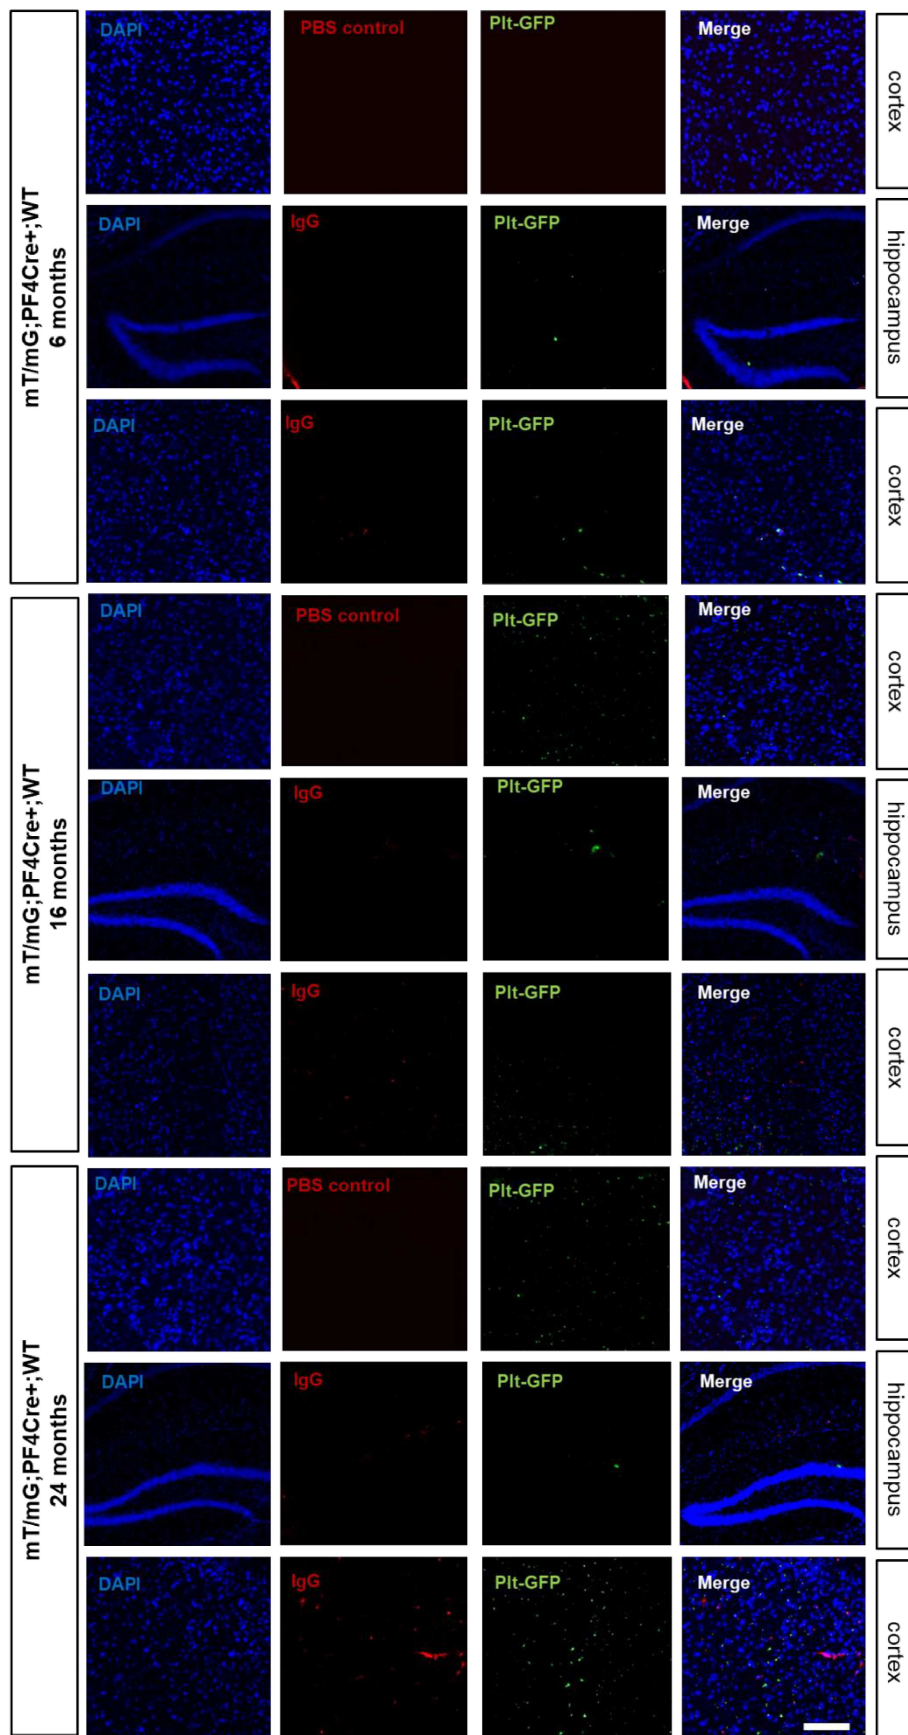 mT/mG;PF4Cre+;WT
6 months
DAPI PBS control Plt-GFP Merge cortex
DAPI IgG Plt-GFP Merge hippocampus
DAPI IgG Plt-GFP Merge cortex
mT/mG;PF4Cre+;WT
16 months
DAPI PBS control Plt-GFP Merge cortex
DAPI IgG Plt-GFP Merge hippocampus
DAPI IgG Plt-GFP Merge cortex
mT/mG;PF4Cre+;WT
24 months
DAPI PBS control Plt-GFP Merge cortex
DAPI IgG Plt-GFP Merge hippocampus
DAPI IgG Plt-GFP Merge cortex